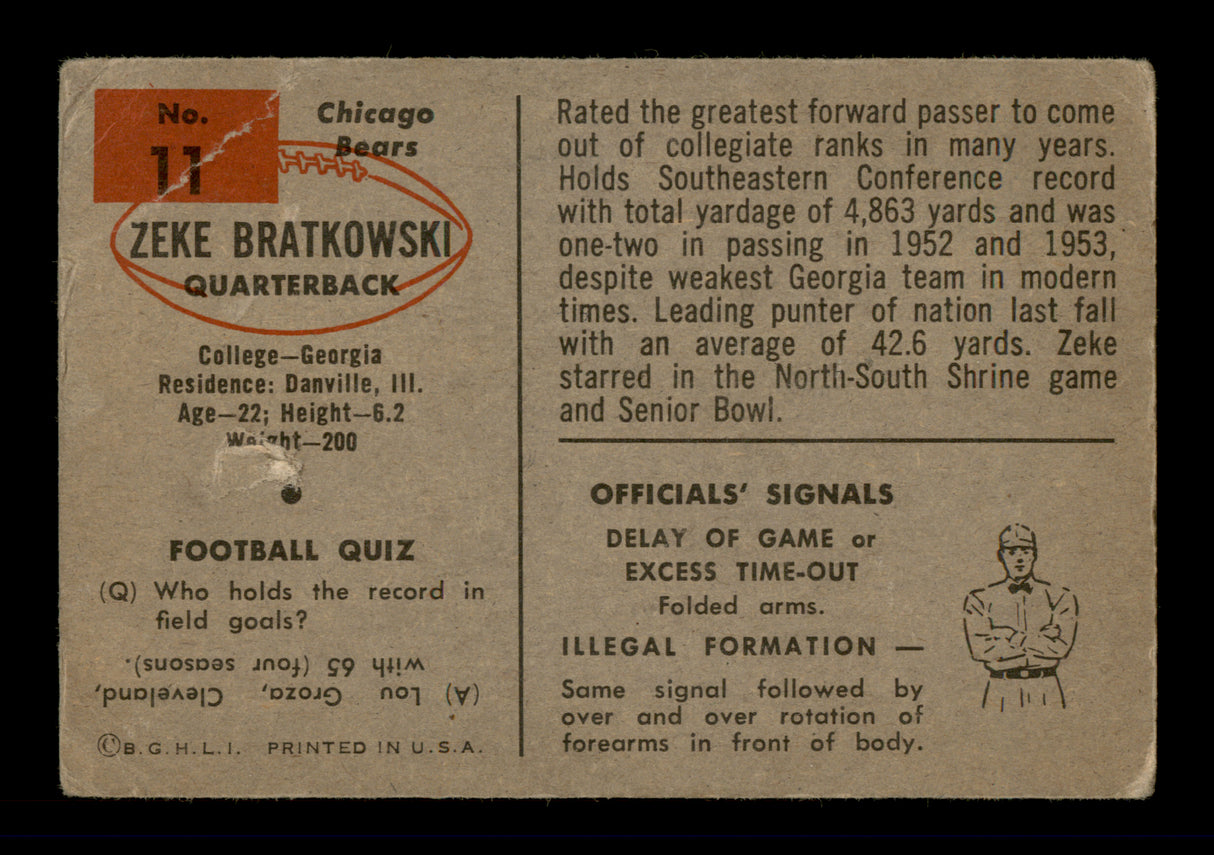 No.
11
Chicago
Bears
ZEKE BRATKOWSKI
QUARTERBACK
College—Georgia
Residence: Danville, Ill.
Age—22; Height—6.2
Weight—200
FOOTBALL QUIZ
(Q) Who holds the record in
field goals?
(A) Lou Groza, Cleveland,
with 65 (four seasons).
©B.G.H.L.I. PRINTED IN U.S.A.
Rated the greatest forward passer to come
out of collegiate ranks in many years.
Holds Southeastern Conference record
with total yardage of 4,863 yards and was
one-two in passing in 1952 and 1953,
despite weakest Georgia team in modern
times. Leading punter of nation last fall
with an average of 42.6 yards. Zeke
starred in the North-South Shrine game
and Senior Bowl.
OFFICIALS' SIGNALS
DELAY OF GAME or
EXCESS TIME-OUT
Folded arms.
ILLEGAL FORMATION —
Same signal followed by
over and over rotation of
forearms in front of body.